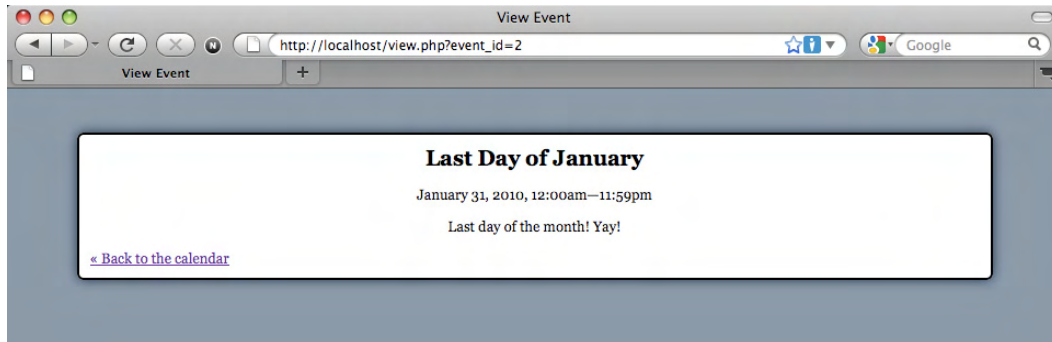 View Event
http://localhost/view.php?event_id=2
Google
View Event
+
Last Day of January
January 31, 2010, 12:00am—11:59pm
Last day of the month! Yay!
« Back to the calendar